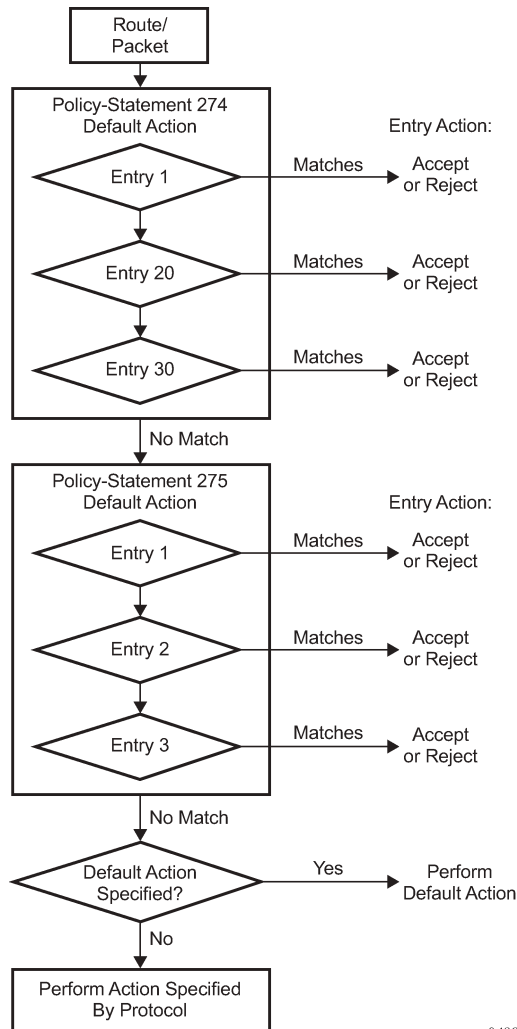 Route/
Packet
Policy-Statement 274
Default Action
Entry Action:
Entry 1
Matches
Accept
or Reject
Entry 20
Matches
Accept
or Reject
Entry 30
Matches
Accept
or Reject
No Match
Policy-Statement 275
Default Action
Entry Action:
Entry 1
Matches
Accept
or Reject
Entry 2
Matches
Accept
or Reject
Entry 3
Matches
Accept
or Reject
No Match
Default Action
Specified?
Yes
Perform
Default Action
No
Perform Action Specified
By Protocol